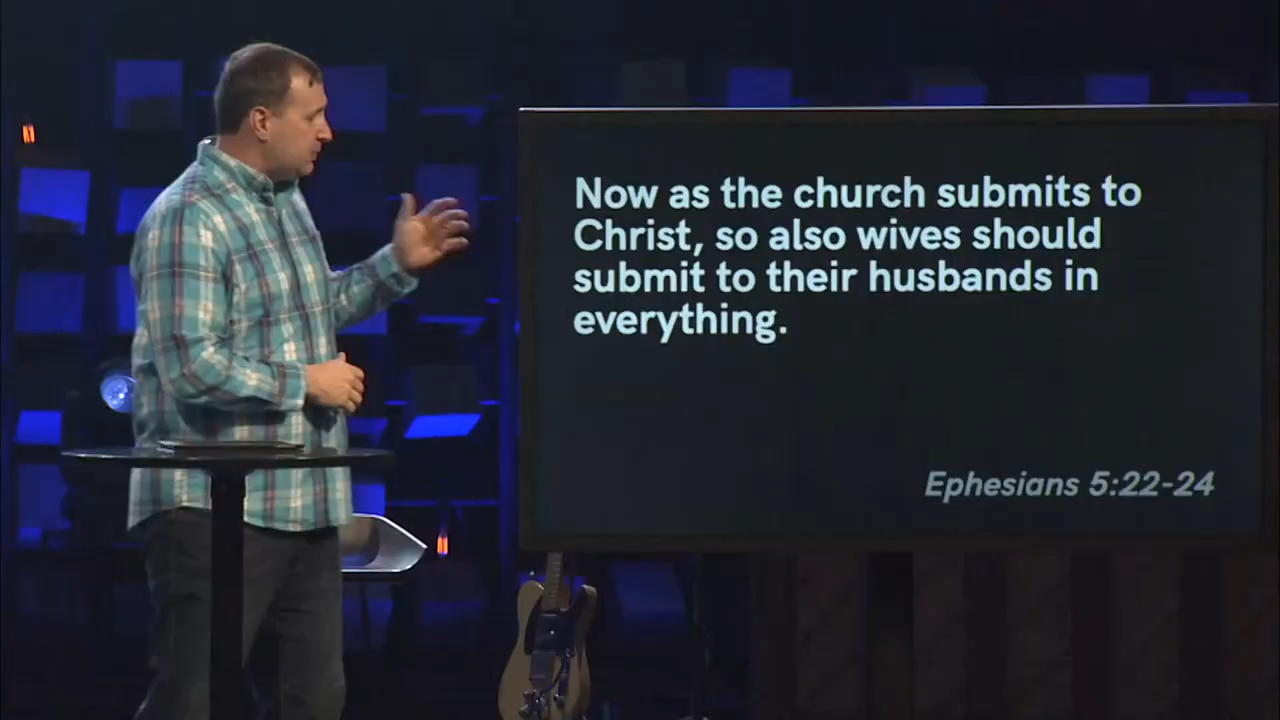 Now as the church submits to
Christ, so also wives should
submit to their husbands in
everything.
Ephesians 5:22-24